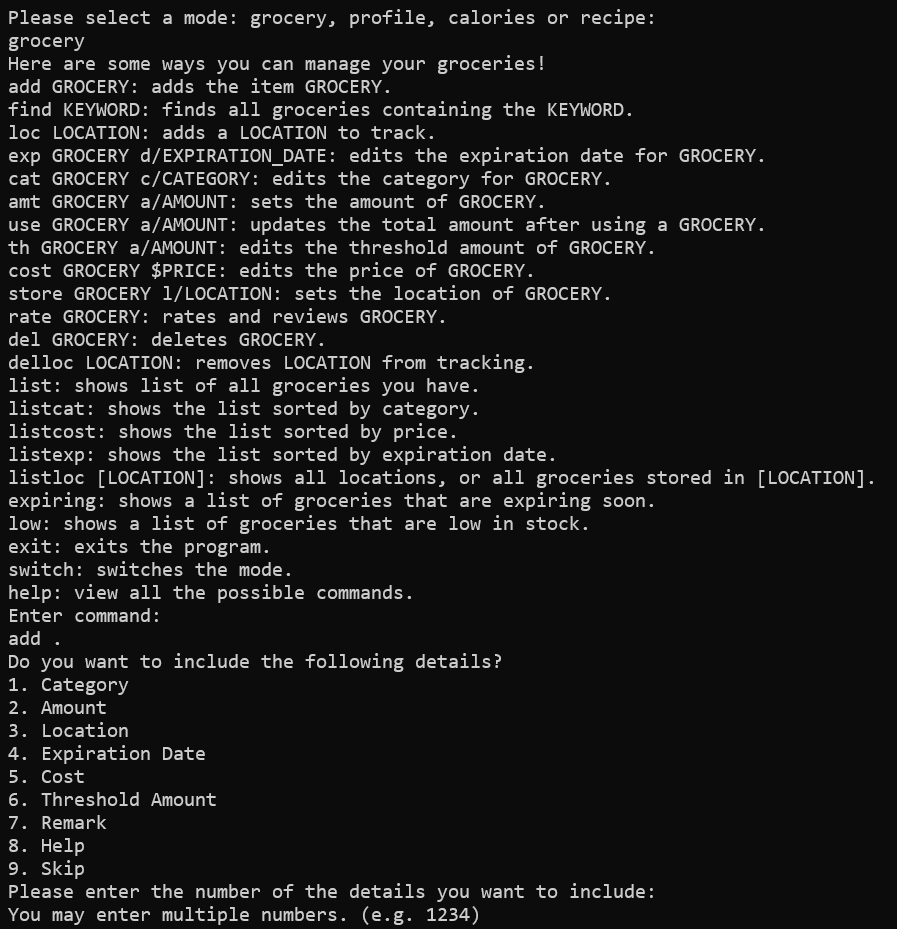 Please select a mode: grocery, profile, calories or recipe:
grocery
Here are some ways you can manage your groceries!
add GROCERY: adds the item GROCERY.
find KEYWORD: finds all groceries containing the KEYWORD.
loc LOCATION: adds a LOCATION to track.
exp GROCERY d/EXPIRATION_DATE: edits the expiration date for GROCERY.
cat GROCERY c/CATEGORY: edits the category for GROCERY.
amt GROCERY a/AMOUNT: sets the amount of GROCERY.
use GROCERY a/AMOUNT: updates the total amount after using a GROCERY.
th GROCERY a/AMOUNT: edits the threshold amount of GROCERY.
cost GROCERY $PRICE: edits the price of GROCERY.
store GROCERY l/LOCATION: sets the location of GROCERY.
rate GROCERY: rates and reviews GROCERY.
del GROCERY: deletes GROCERY.
delloc LOCATION: removes LOCATION from tracking.
list: shows list of all groceries you have.
listcat: shows the list sorted by category.
listcost: shows the list sorted by price.
listexp: shows the list sorted by expiration date.
listloc [LOCATION]: shows all locations, or all groceries stored in [LOCATION].
expiring: shows a list of groceries that are expiring soon.
low: shows a list of groceries that are low in stock.
exit: exits the program.
switch: switches the mode.
help: view all the possible commands.
Enter command:
add .
Do you want to include the following details?
1. Category
2. Amount
3. Location
4. Expiration Date
5. Cost
6. Threshold Amount
7. Remark
8. Help
9. Skip
Please enter the number of the details you want to include:
You may enter multiple numbers. (e.g. 1234)